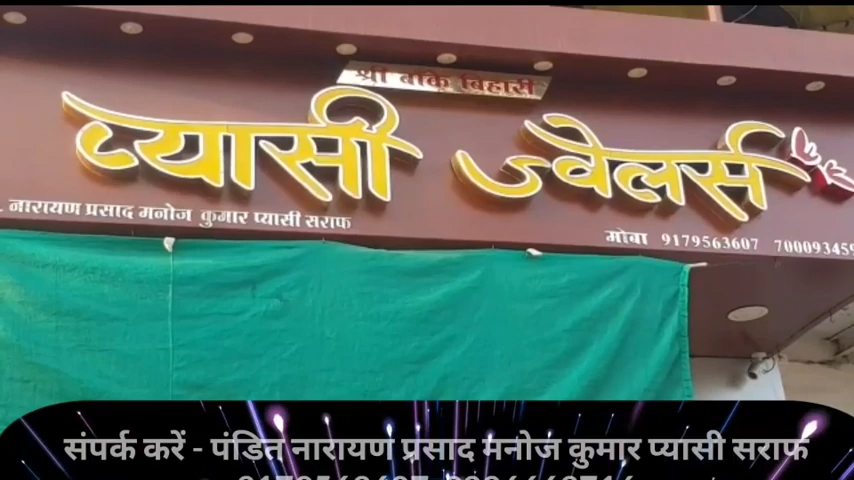 श्री बांके बिहारी
प्यासी ज्वेलर्स
नारायण प्रसाद मनोज कुमार प्यासी सराफ
मोबा 9179563607
संपर्क करें - पंडित नारायण प्रसाद मनोज कुमार प्यासी सराफ